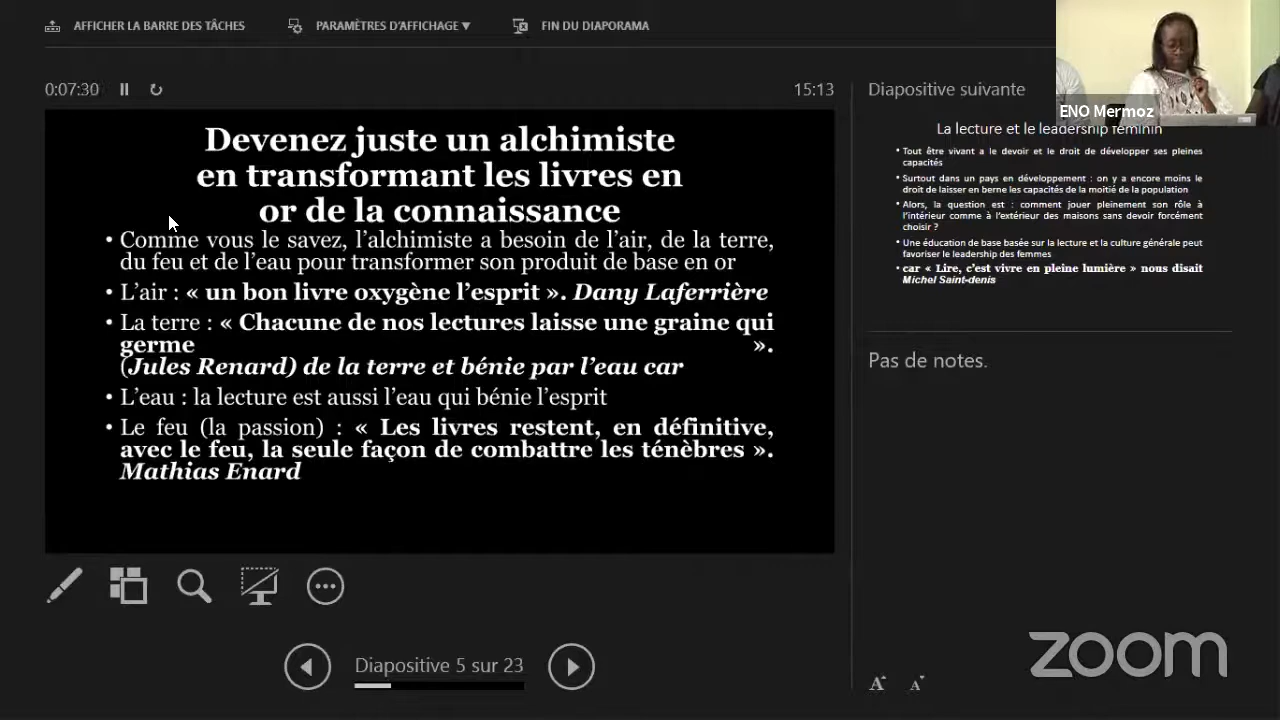 AFFICHER LA BARRE DES TÂCHES
PARAMÈTRES D'AFFICHAGE
FIN DU DIAPORAMA
0:07:30
15:13
Devenez juste un alchimiste
en transformant les livres en
or de la connaissance
• Comme vous le savez, l'alchimiste a besoin de l'air, de la terre,
du feu et de l'eau pour transformer son produit de base en or
• L'air : « un bon livre oxygène l'esprit ». Dany Laferrière
• La terre : « Chacune de nos lectures laisse une graine qui
germe ».
(Jules Renard) de la terre et bénie par l'eau car
• L'eau : la lecture est aussi l'eau qui bénie l'esprit
• Le feu (la passion) : « Les livres restent, en définitive,
avec le feu, la seule façon de combattre les ténèbres ».
Mathias Enard
Diapositive 5 sur 23
Diapositive suivante
ENO Mermoz
La lecture et le leadership féminin
• Tout être vivant a le devoir et le droit de développer ses pleines
capacités
• Surtout dans un pays en développement : on y a encore moins le
droit de laisser en berne les capacités de la moitié de la population
• Alors, la question est : comment jouer pleinement son rôle à
l'intérieur comme à l'extérieur des maisons sans devoir forcément
choisir ?
• Une éducation de base basée sur la lecture et la culture générale peut
favoriser le leadership des femmes
• car « Lire, c'est vivre en pleine lumière » nous disait
Michel Saint-denis
Pas de notes.
A A
zoom